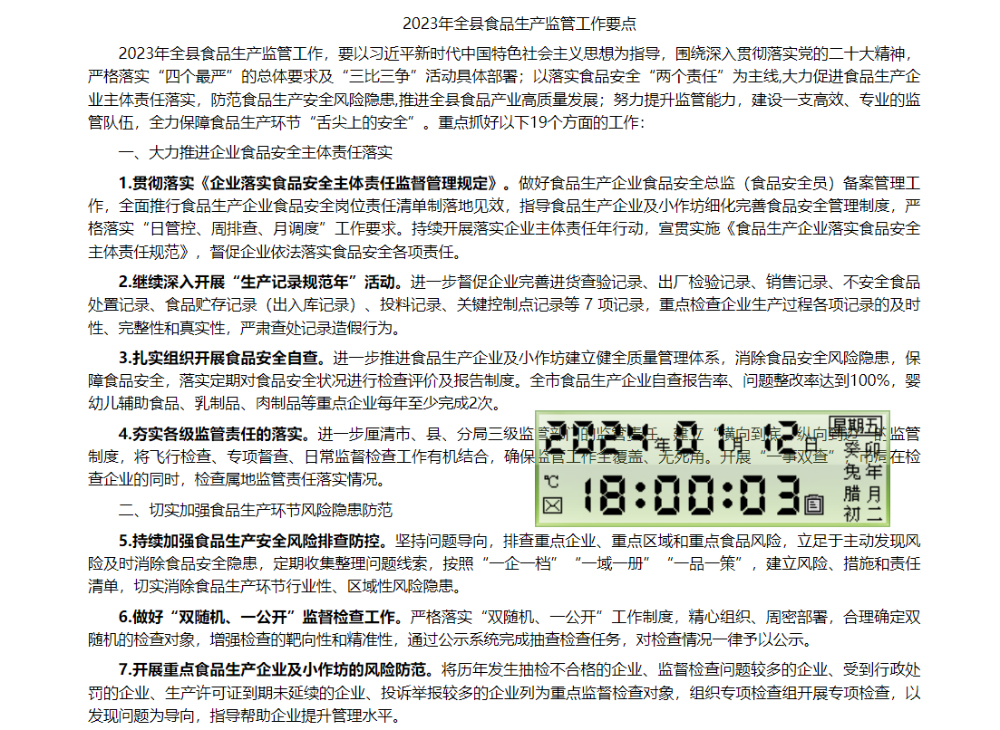 2023年全县食品生产监管工作要点
2023年全县食品生产监管工作，要以习近平新时代中国特色社会主义思想为指导，围绕深入贯彻落实党的二十大精神，
严格落实“四个最严”的总体要求及“三比三争”活动具体部署；以落实食品安全“两个责任”为主线,大力促进食品生产企
业主体责任落实，防范食品生产安全风险隐患,推进全县食品产业高质量发展；努力提升监管能力，建设一支高效、专业的监
管队伍，全力保障食品生产环节“舌尖上的安全”。重点抓好以下19个方面的工作：
一、大力推进企业食品安全主体责任落实
1.贯彻落实《企业落实食品安全主体责任监督管理规定》。做好食品生产企业食品安全总监（食品安全员）备案管理工
作，全面推行食品生产企业食品安全岗位责任清单制落地见效，指导食品生产企业及小作坊细化完善食品安全管理制度，严
格落实“日管控、周排查、月调度”工作要求。持续开展落实企业主体责任年行动，宣贯实施《食品生产企业落实食品安全
主体责任规范》，督促企业依法落实食品安全各项责任。
2.继续深入开展“生产记录规范年”活动。进一步督促企业完善进货查验记录、出厂检验记录、销售记录、不安全食品
处置记录、食品贮存记录（出入库记录）、投料记录、关键控制点记录等 7 项记录，重点检查企业生产过程各项记录的及时
性、完整性和真实性，严肃查处记录造假行为。
3.扎实组织开展食品安全自查。进一步推进食品生产企业及小作坊建立健全质量管理体系，消除食品安全风险隐患，保
障食品安全，落实定期对食品安全状况进行检查评价及报告制度。全市食品生产企业自查报告率、问题整改率达到100%，婴
幼儿辅助食品、乳制品、肉制品等重点企业每年至少完成2次。
4.夯实各级监管责任的落实。进一步厘清市、县、分局三级监管部门的监管责任，建立“横向到底、纵向到边”的监管
制度，将飞行检查、专项督查、日常监督检查工作有机结合，确保监管工作全覆盖、无死角。开展“一事双查”，市局在检
查企业的同时，检查属地监管责任落实情况。
2024年01月12日 星期五
癸卯
兔年
腊月
初二
℃ 18:00:03
二、切实加强食品生产环节风险隐患防范
5.持续加强食品生产安全风险排查防控。坚持问题导向，排查重点企业、重点区域和重点食品风险，立足于主动发现风
险及时消除食品安全隐患，定期收集整理问题线索，按照“一企一档”“一域一册”“一品一策”，建立风险、措施和责任
清单，切实消除食品生产环节行业性、区域性风险隐患。
6.做好“双随机、一公开”监督检查工作。严格落实“双随机、一公开”工作制度，精心组织、周密部署，合理确定双
随机的检查对象，增强检查的靶向性和精准性，通过公示系统完成抽查检查任务，对检查情况一律予以公示。
7.开展重点食品生产企业及小作坊的风险防范。将历年发生抽检不合格的企业、监督检查问题较多的企业、受到行政处
罚的企业、生产许可证到期未延续的企业、投诉举报较多的企业列为重点监督检查对象，组织专项检查组开展专项检查，以
发现问题为导向，指导帮助企业提升管理水平。